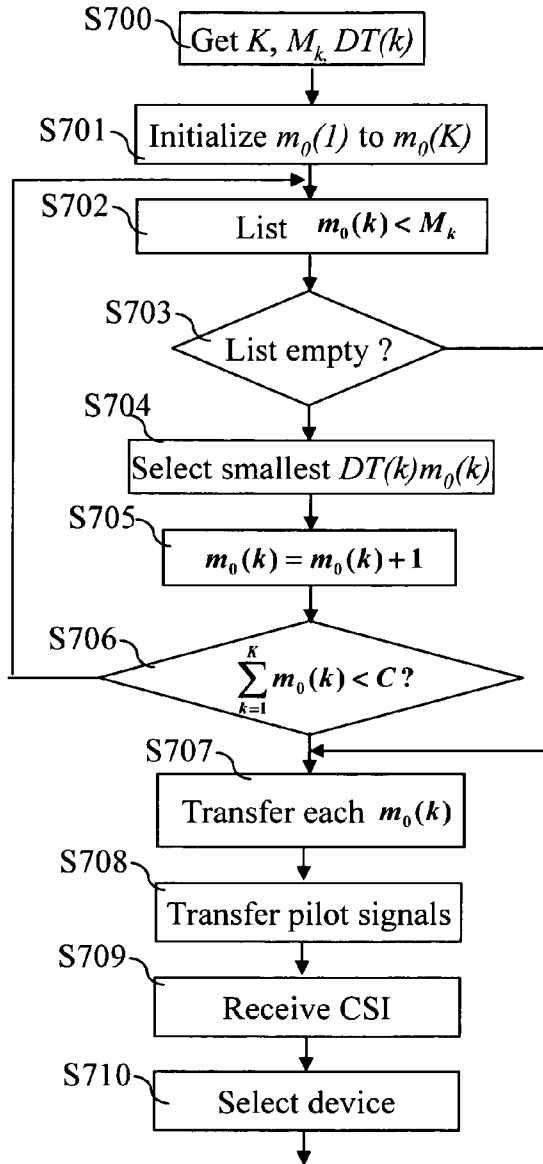 S700
Get K, M_k, DT(k)
S701
Initialize m_0(1) to m_0(K)
S702
List m_0(k) < M_k
S703
List empty ?
S704
Select smallest DT(k)m_0(k)
S705
m_0(k) = m_0(k) + 1
S706
\sum_{k=1}^{K} m_0(k) < C ?
S707
Transfer each m_0(k)
S708
Transfer pilot signals
S709
Receive CSI
S710
Select device